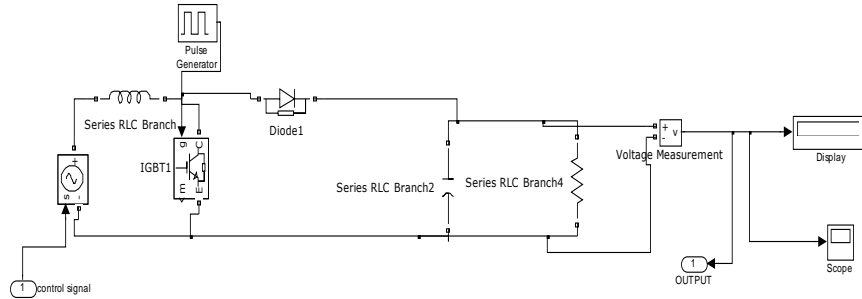 Pulse
Generator
Series RLC Branch
Diode1
g
C
IGBT1
m
E
+
s
-
Series RLC Branch2
Series RLC Branch4
+
-
v
Voltage Measurement
Display
Scope
1
OUTPUT
1
control signal